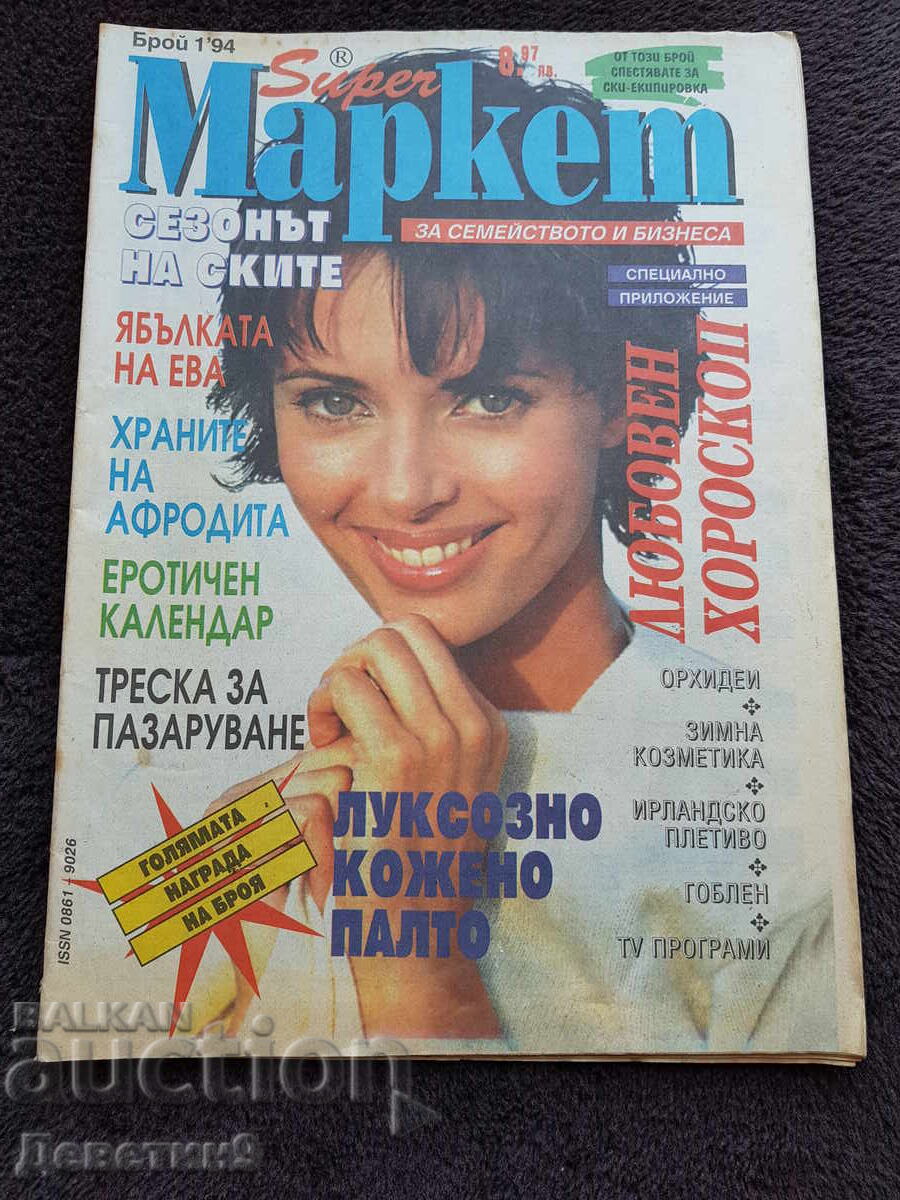 Брой 1'94
Super ®
Маркет
8.97 лв.
ОТ ТОЗИ БРОЙ
СПЕСТЯВАТЕ ЗА
СКИ-ЕКИПИРОВКА
ЗА СЕМЕЙСТВОТО И БИЗНЕСА
СЕЗОНЪТ
НА СКИТЕ
СПЕЦИАЛНО
ПРИЛОЖЕНИЕ
ЛЮБОВЕН
ХОРОСКОП
ЯБЪЛКАТА
НА ЕВА
ХРАНИТЕ
НА
АФРОДИТА
ЕРОТИЧЕН
КАЛЕНДАР
ТРЕСКА ЗА
ПАЗАРУВАНЕ
ОРХИДЕИ
ЗИМНА
КОЗМЕТИКА
ИРЛАНДСКО
ПЛЕТИВО
ГОБЛЕН
TV ПРОГРАМИ
ГОЛЯМАТА
НАГРАДА
НА БРОЯ
ЛУКСОЗНО
КОЖЕНО
ПАЛТО
ISSN 0861 - 9026
BALKAN
auction
Деветин9